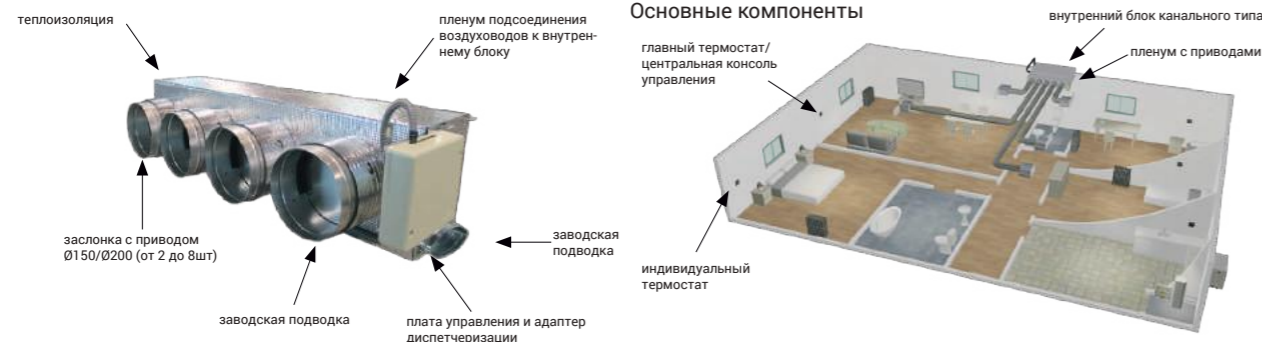 теплоизоляция
пленум подсоединения
воздуховодов к внутрен-
нему блоку
заслонка с приводом
Ø150/Ø200 (от 2 до 8шт)
заводская
подводка
заводская подводка
плата управления и адаптер
диспетчеризации
Основные компоненты
внутренний блок канального типа
главный термостат/
центральная консоль
управления
пленум с приводами
индивидуальный
термостат